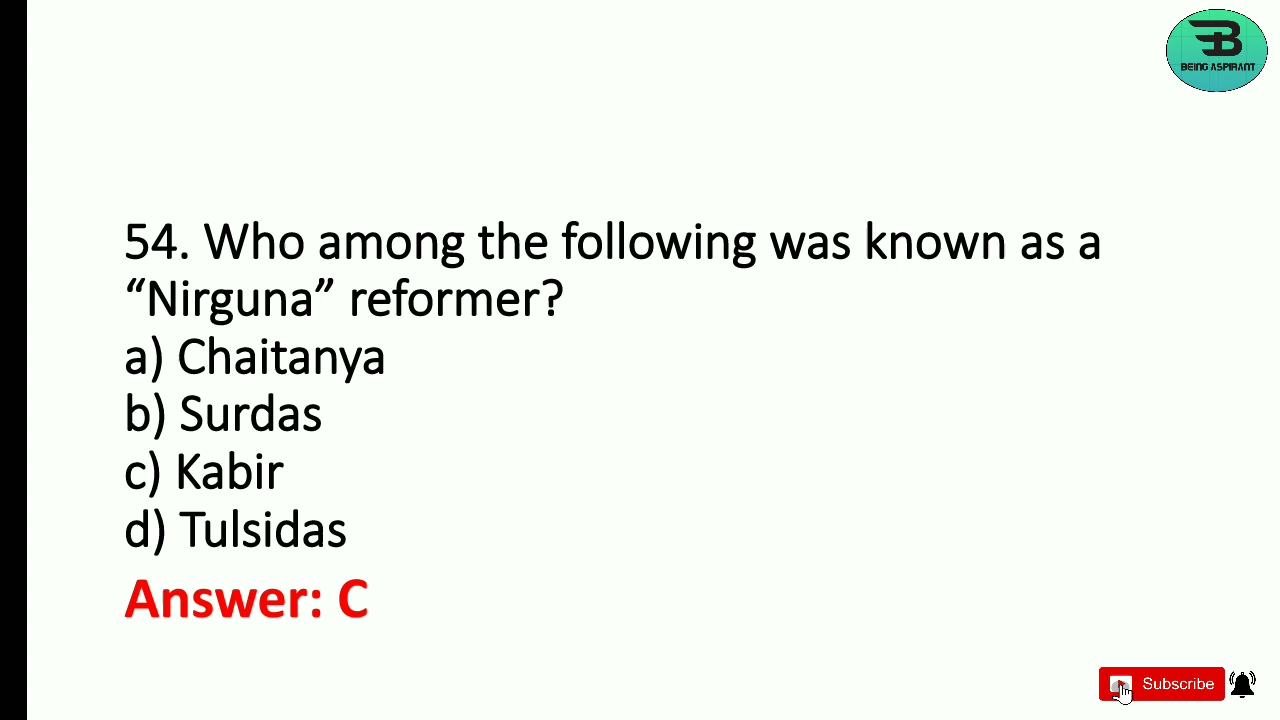 BEING ASPIRANT
54. Who among the following was known as a
“Nirguna” reformer?
a) Chaitanya
b) Surdas
c) Kabir
d) Tulsidas
Answer: C
Subscribe